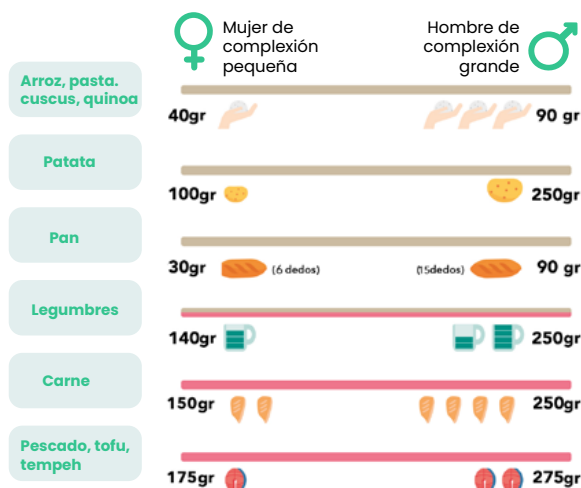 Mujer de
complexión
pequeña
Hombre de
complexión
grande
Arroz, pasta.
cuscus, quinoa
40gr
90 gr
Patata
100gr
250gr
Pan
30gr
(6 dedos)
(15dedos)
90 gr
Legumbres
140gr
250gr
Carne
150gr
250gr
Pescado, tofu,
tempeh
175gr
275gr